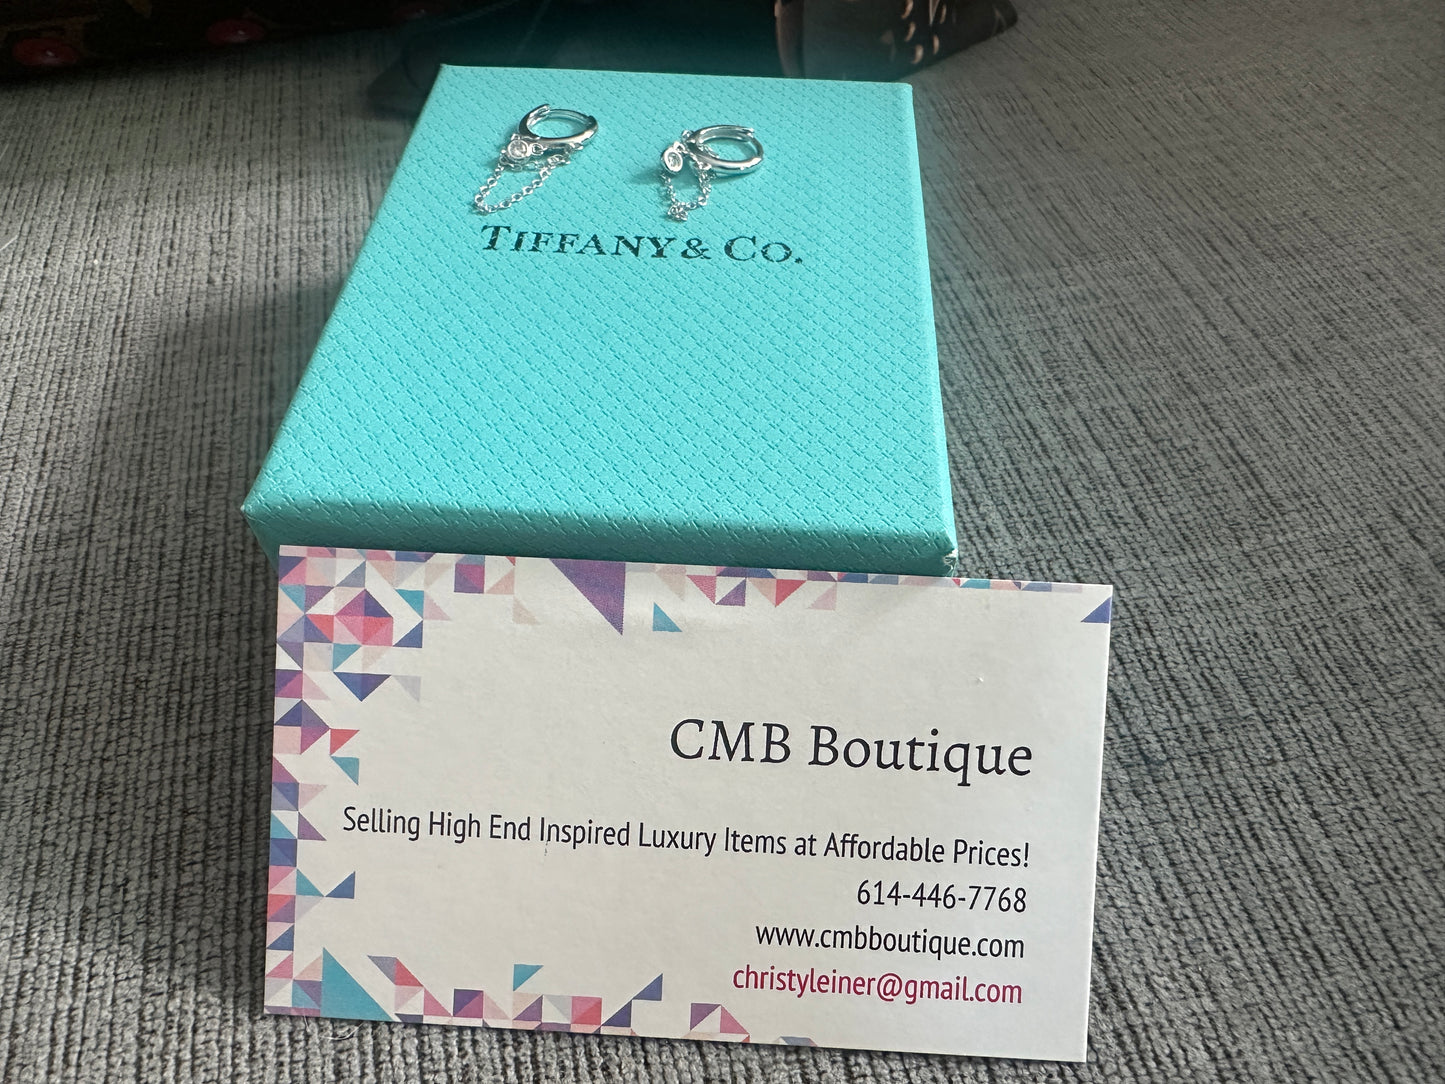 TIFFANY & CO.
CMB Boutique
Selling High End Inspired Luxury Items at Affordable Prices!
614-446-7768
www.cmbboutique.com
christyleiner@gmail.com